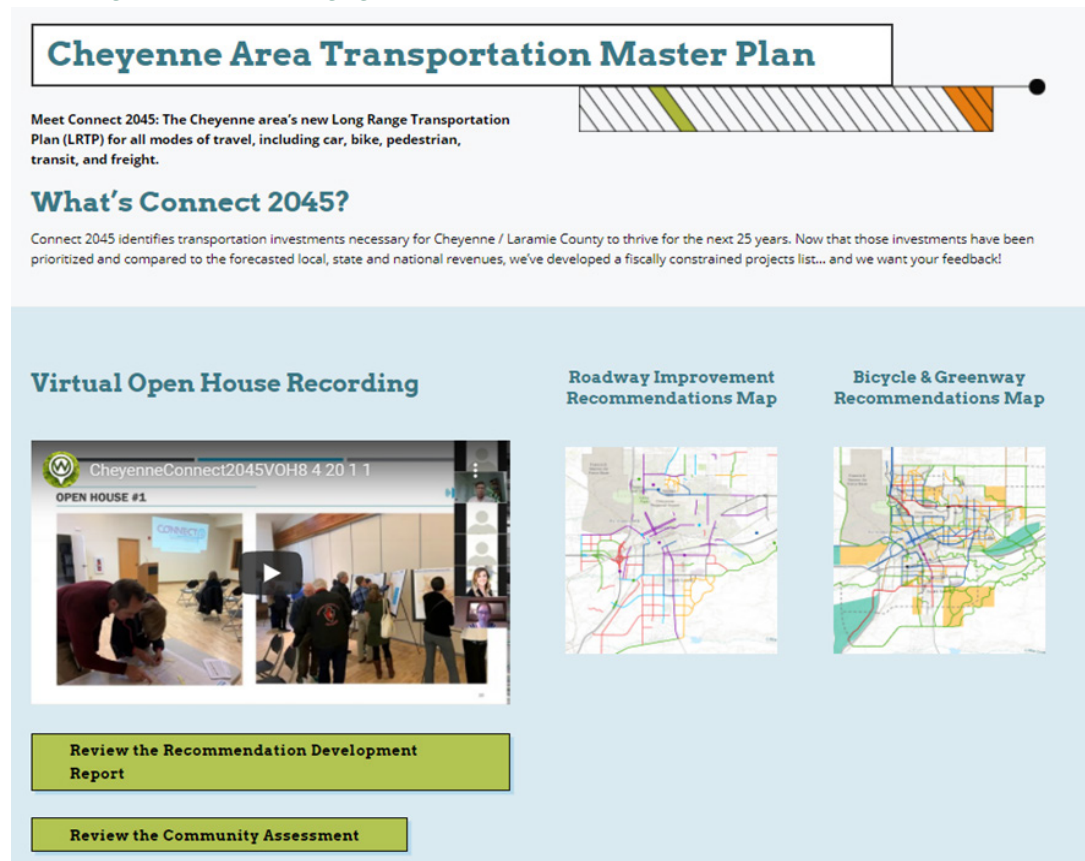 Cheyenne Area Transportation Master Plan
Meet Connect 2045: The Cheyenne area's new Long Range Transportation
Plan (LRTP) for all modes of travel, including car, bike, pedestrian,
transit, and freight.
What's Connect 2045?
Connect 2045 identifies transportation investments necessary for Cheyenne / Laramie County to thrive for the next 25 years. Now that those investments have been
prioritized and compared to the forecasted local, state and national revenues, we've developed a fiscally constrained projects list... and we want your feedback!
Virtual Open House Recording
Roadway Improvement
Recommendations Map
Bicycle & Greenway
Recommendations Map
CheyenneConnect2045VOH8 4 20 1 1
OPEN HOUSE #1
CONNECT
Review the Recommendation Development
Report
Review the Community Assessment